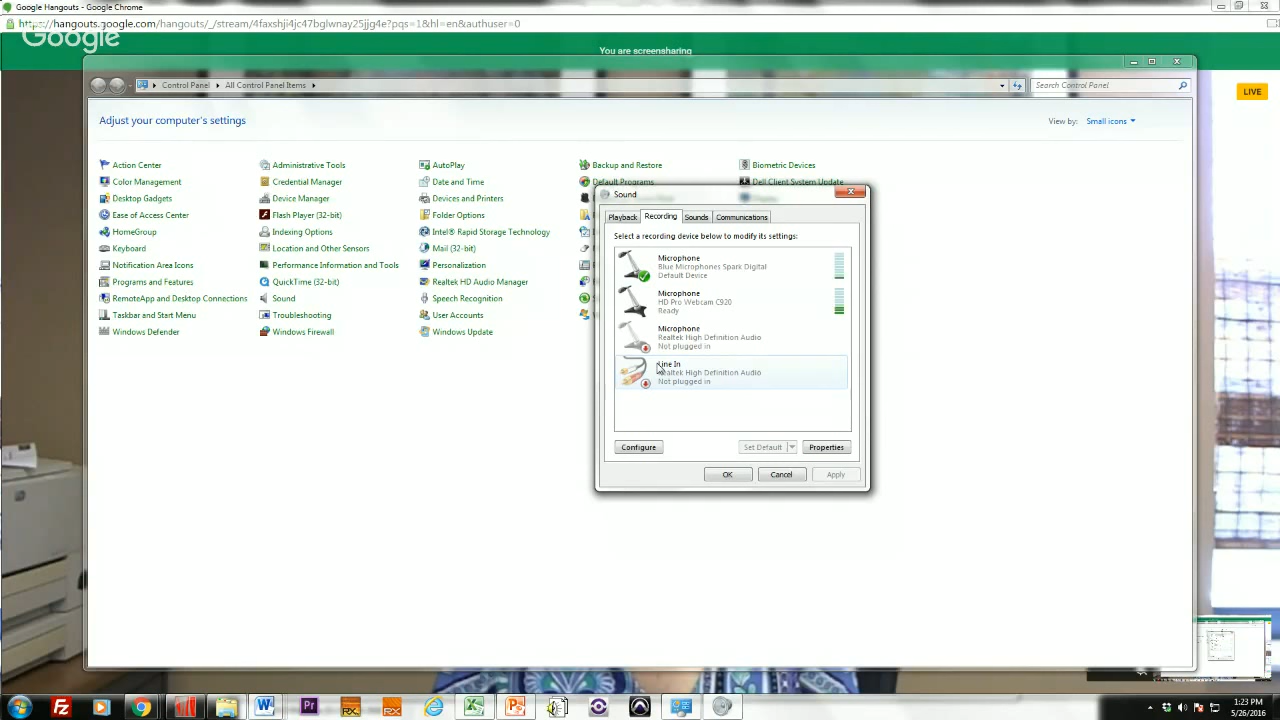 Google Hangouts - Google Chrome
https://hangouts.google.com/hangouts/_/stream/4faxshji4jc47bglwnay25jjg4e?pqs=1&hl=en&authuser=0
Google
You are screensharing
LIVE
Control Panel
All Control Panel Items
Search Control Panel
Adjust your computer's settings
View by: Small icons
Action Center
Administrative Tools
AutoPlay
Backup and Restore
Biometric Devices
Color Management
Credential Manager
Date and Time
Default Programs
Dell Client System Update
Desktop Gadgets
Device Manager
Devices and Printers
Ease of Access Center
Flash Player (32-bit)
Folder Options
HomeGroup
Indexing Options
Intel® Rapid Storage Technology
Keyboard
Location and Other Sensors
Mail (32-bit)
Notification Area Icons
Performance Information and Tools
Personalization
Programs and Features
QuickTime (32-bit)
Realtek HD Audio Manager
RemoteApp and Desktop Connections
Sound
Speech Recognition
Taskbar and Start Menu
Troubleshooting
User Accounts
Windows Defender
Windows Firewall
Windows Update
Sound
Playback
Recording
Sounds
Communications
Select a recording device below to modify its settings:
Microphone
Blue Microphones Spark Digital
Default Device
Microphone
HD Pro Webcam C920
Ready
Microphone
Realtek High Definition Audio
Not plugged in
Line In
Realtek High Definition Audio
Not plugged in
Configure
Set Default
Properties
OK
Cancel
Apply
Fz
Pr
RX
RX
1:23 PM
5/26/2016